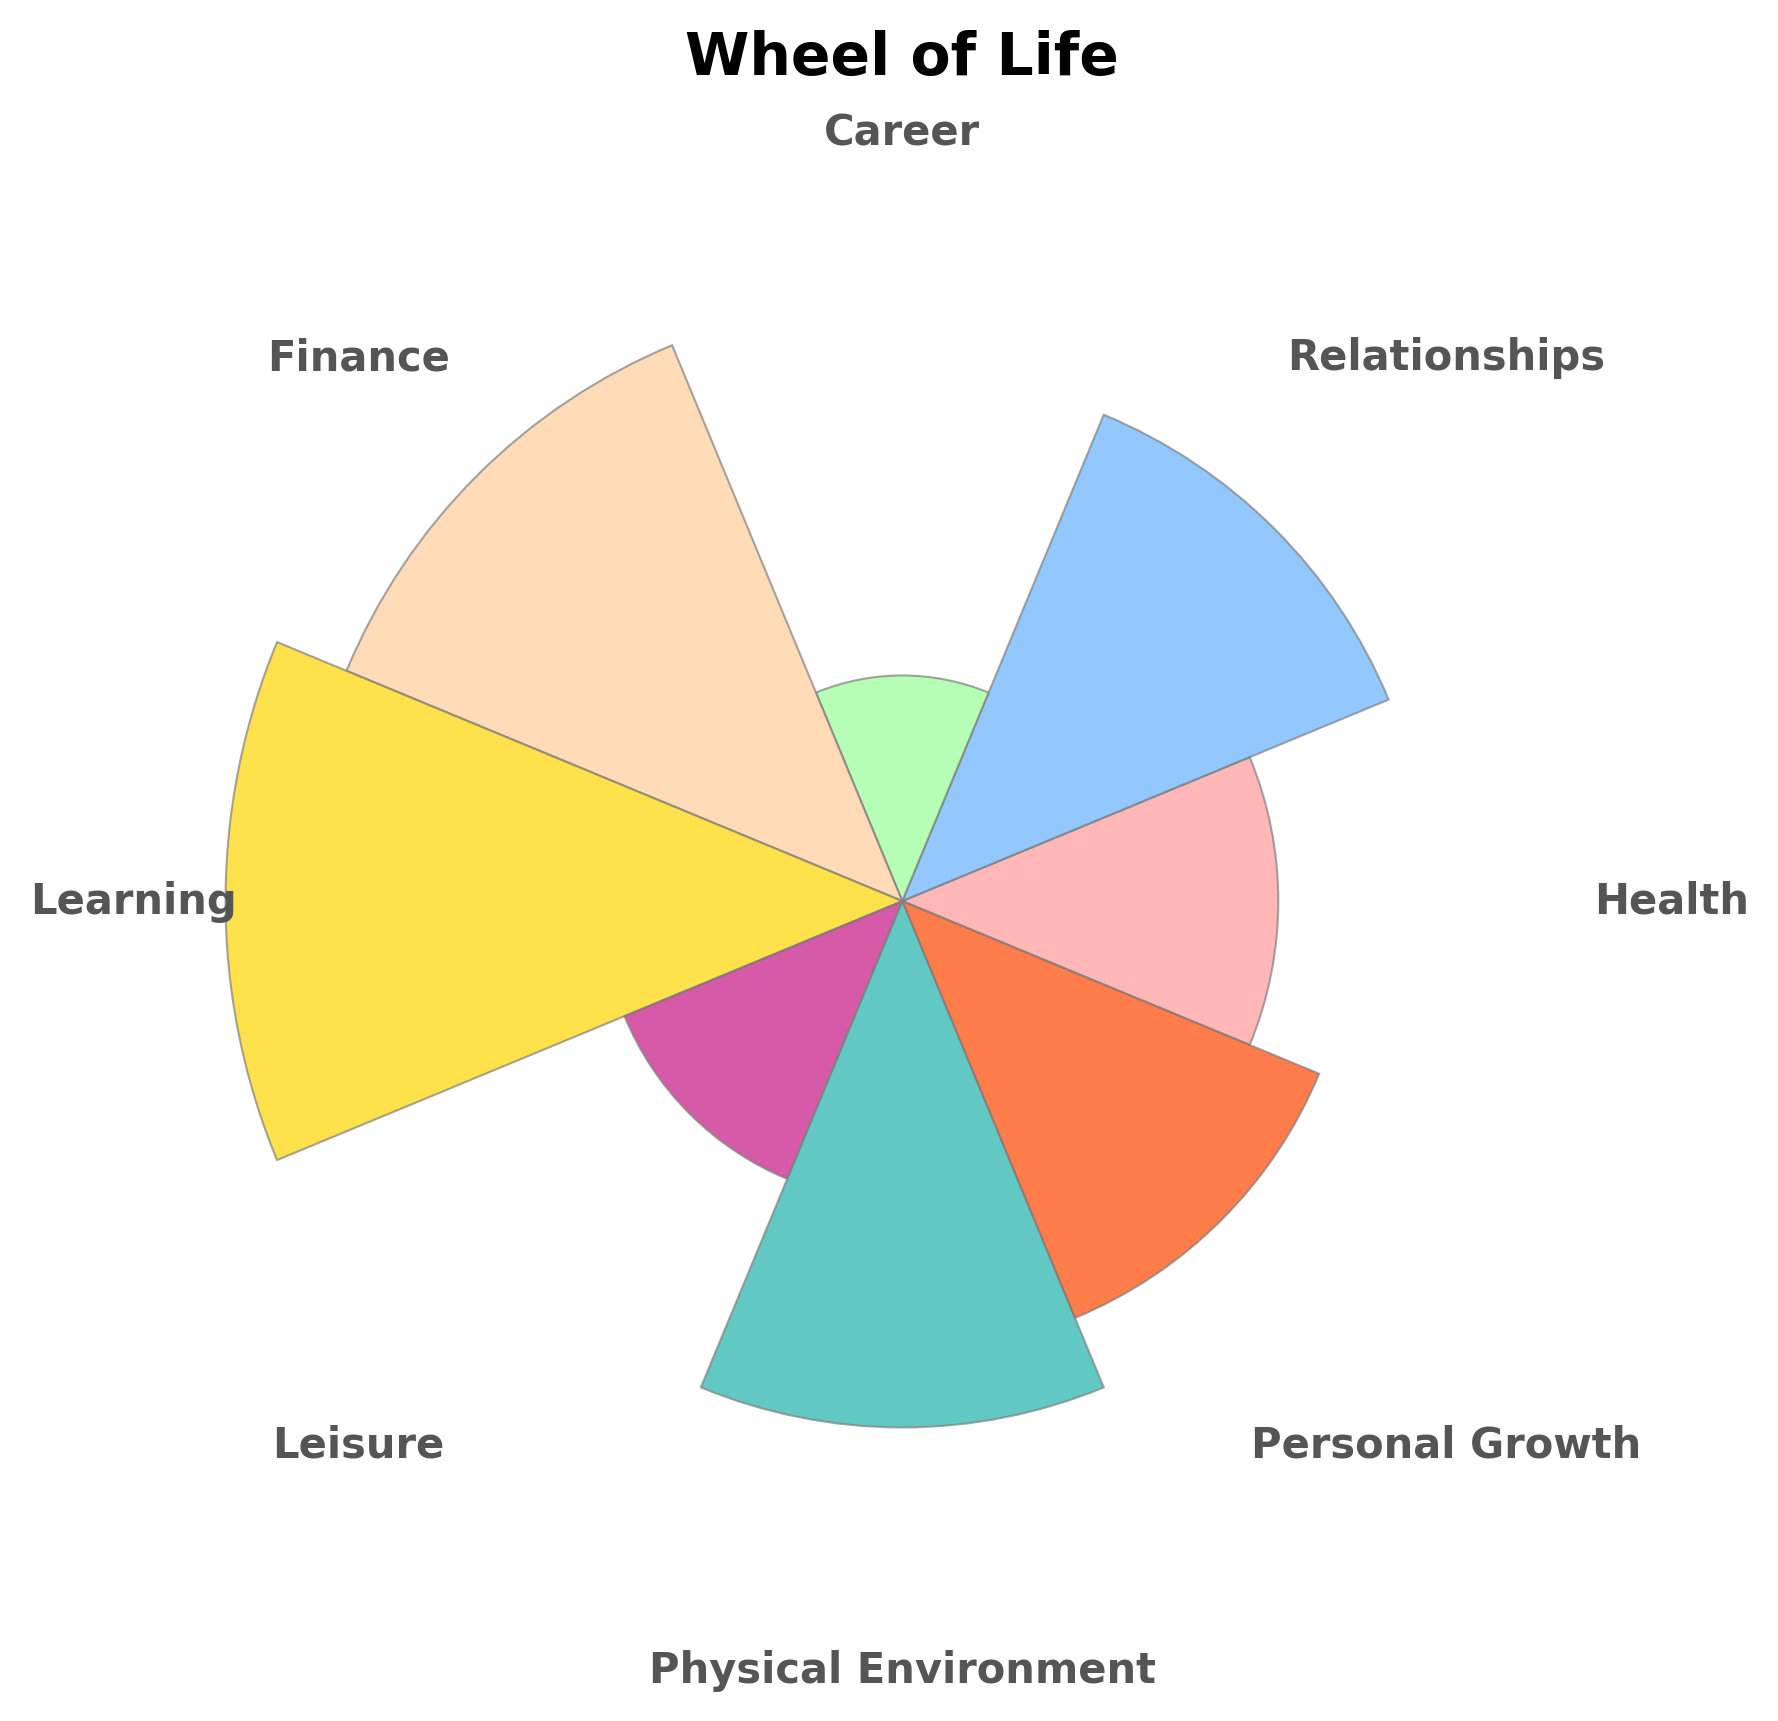 Wheel of Life
Career
Finance
Relationships
Learning
Health
Leisure
Personal Growth
Physical Environment